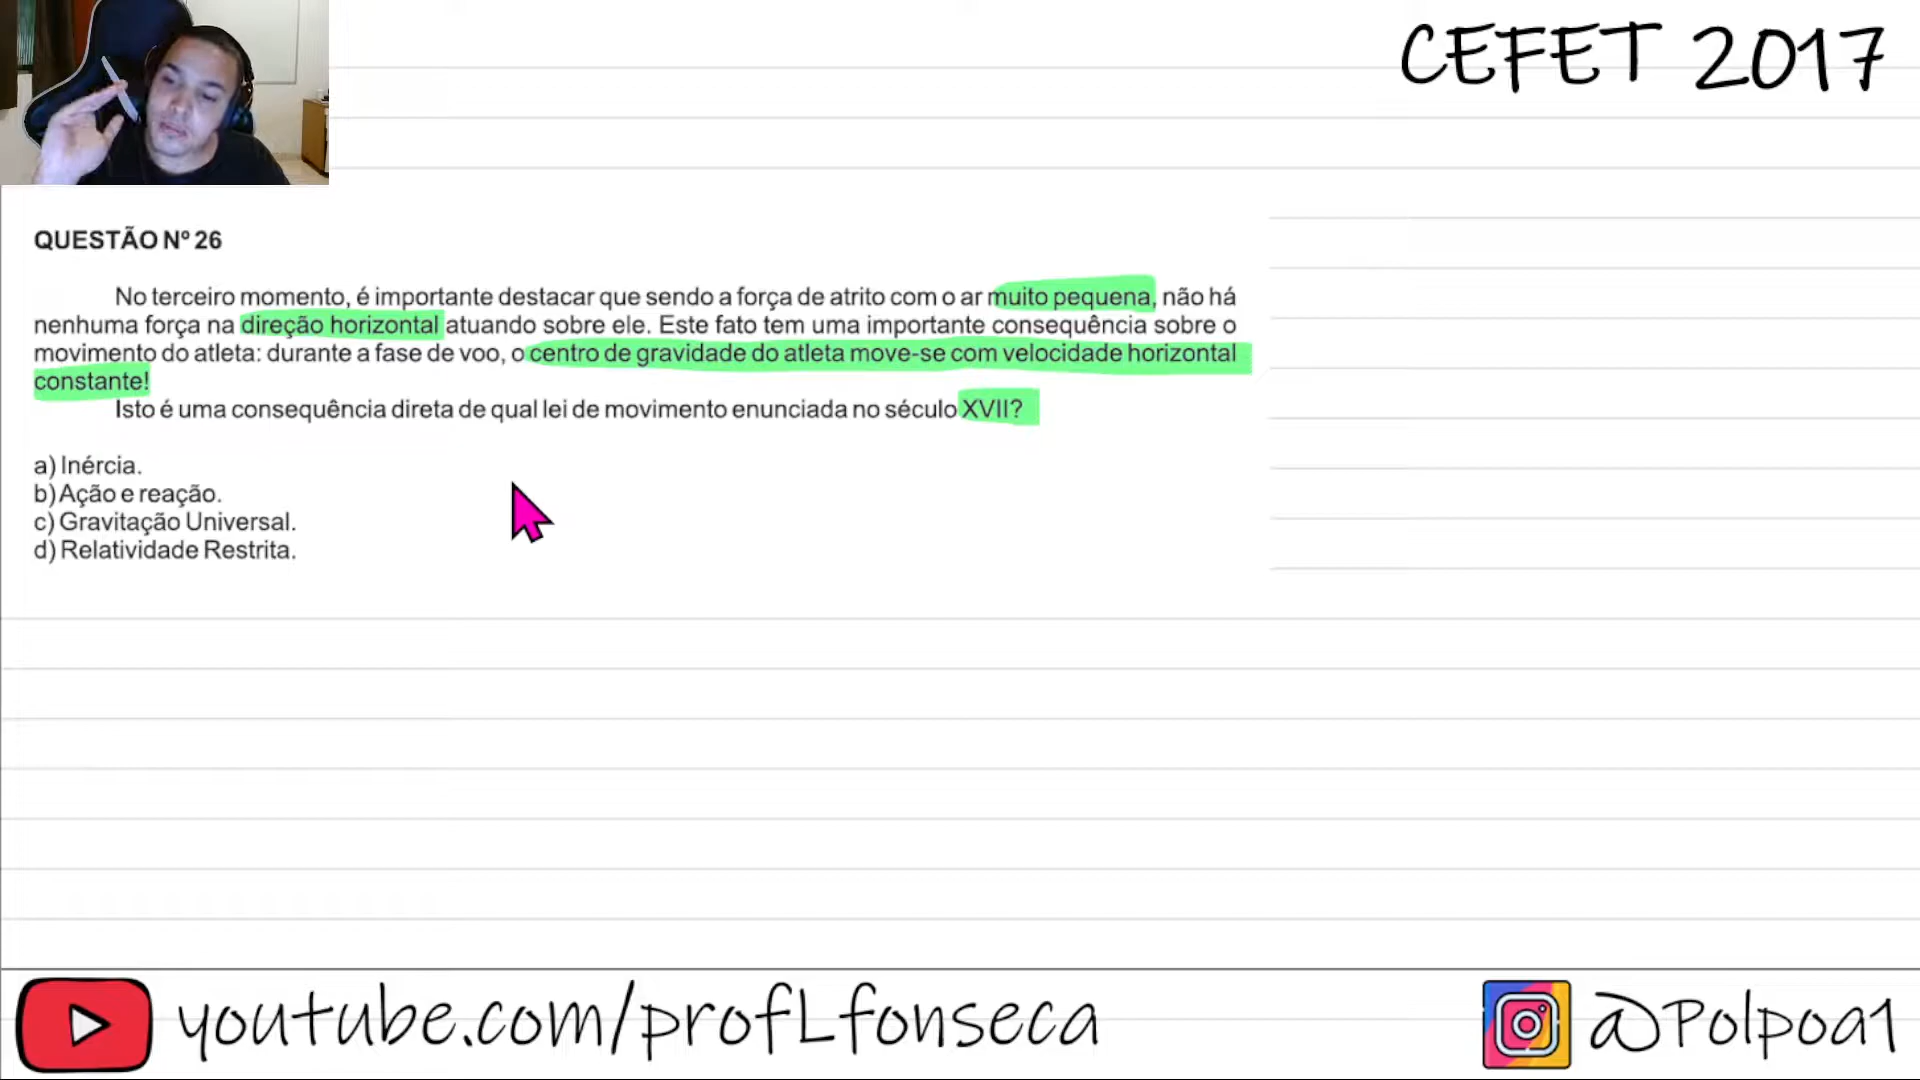 CEFET 2017
QUESTÃO Nº 26
No terceiro momento, é importante destacar que sendo a força de atrito com o ar muito pequena, não há
nenhuma força na direção horizontal atuando sobre ele. Este fato tem uma importante consequência sobre o
movimento do atleta: durante a fase de voo, o centro de gravidade do atleta move-se com velocidade horizontal
constante!
Isto é uma consequência direta de qual lei de movimento enunciada no século XVII?
a) Inércia.
b) Ação e reação.
c) Gravitação Universal.
d) Relatividade Restrita.
youtube.com/profLfonseca
@Polpoa1